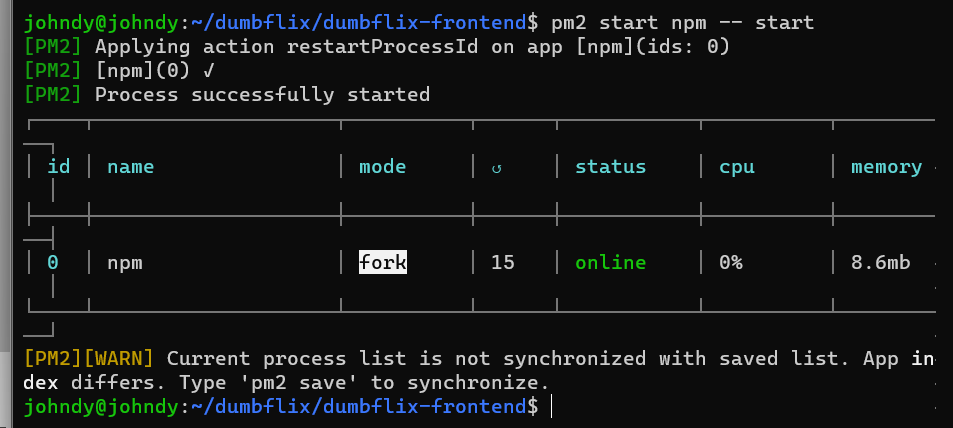 johndy@johndy:~/dumbflix/dumbflix-frontend$ pm2 start npm -- start
[PM2] Applying action restartProcessId on app [npm](ids: 0)
[PM2] [npm](0) ✓
[PM2] Process successfully started
│ id │ name │ mode │ ↺ │ status │ cpu │ memory
│ 0 │ npm │ fork │ 15 │ online │ 0% │ 8.6mb
[PM2][WARN] Current process list is not synchronized with saved list. App in
dex differs. Type 'pm2 save' to synchronize.
johndy@johndy:~/dumbflix/dumbflix-frontend$